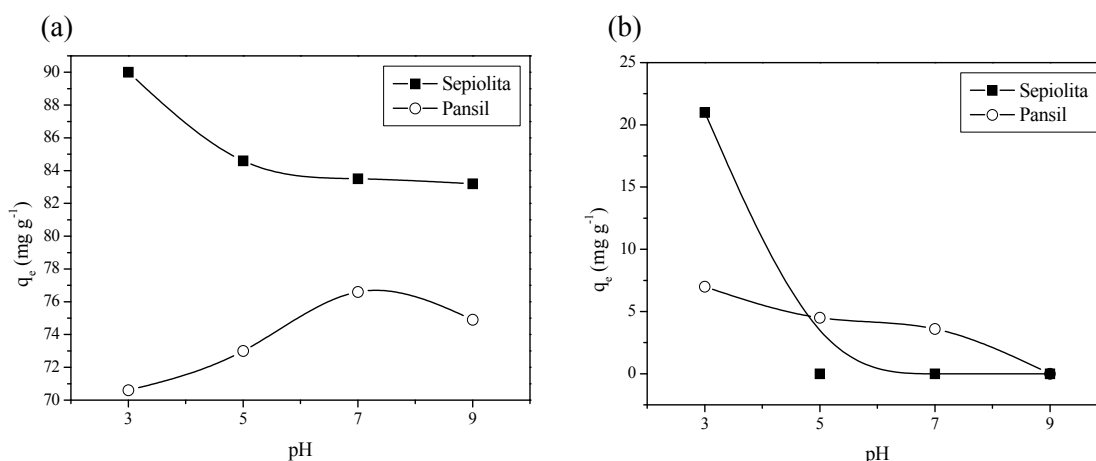 (a)
90
88
86
84
82
80
78
76
74
72
70
3 5 7 9
q_e (mg g⁻¹)
pH
Sepiolita
Pansil
(b)
25
20
15
10
5
0
3 5 7 9
q_e (mg g⁻¹)
pH
Sepiolita
Pansil